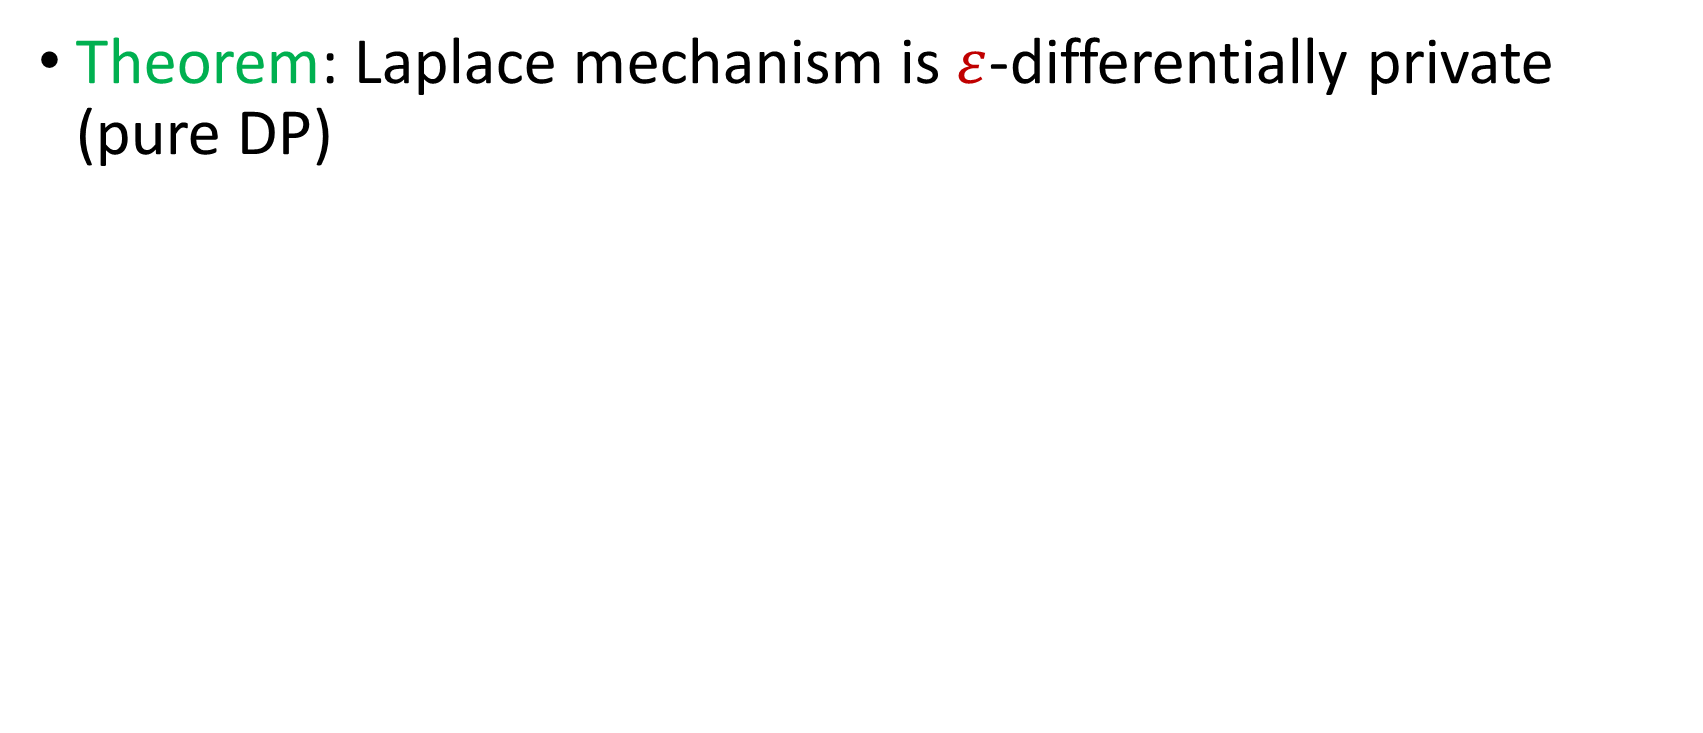 • Theorem: Laplace mechanism is ε-differentially private
(pure DP)